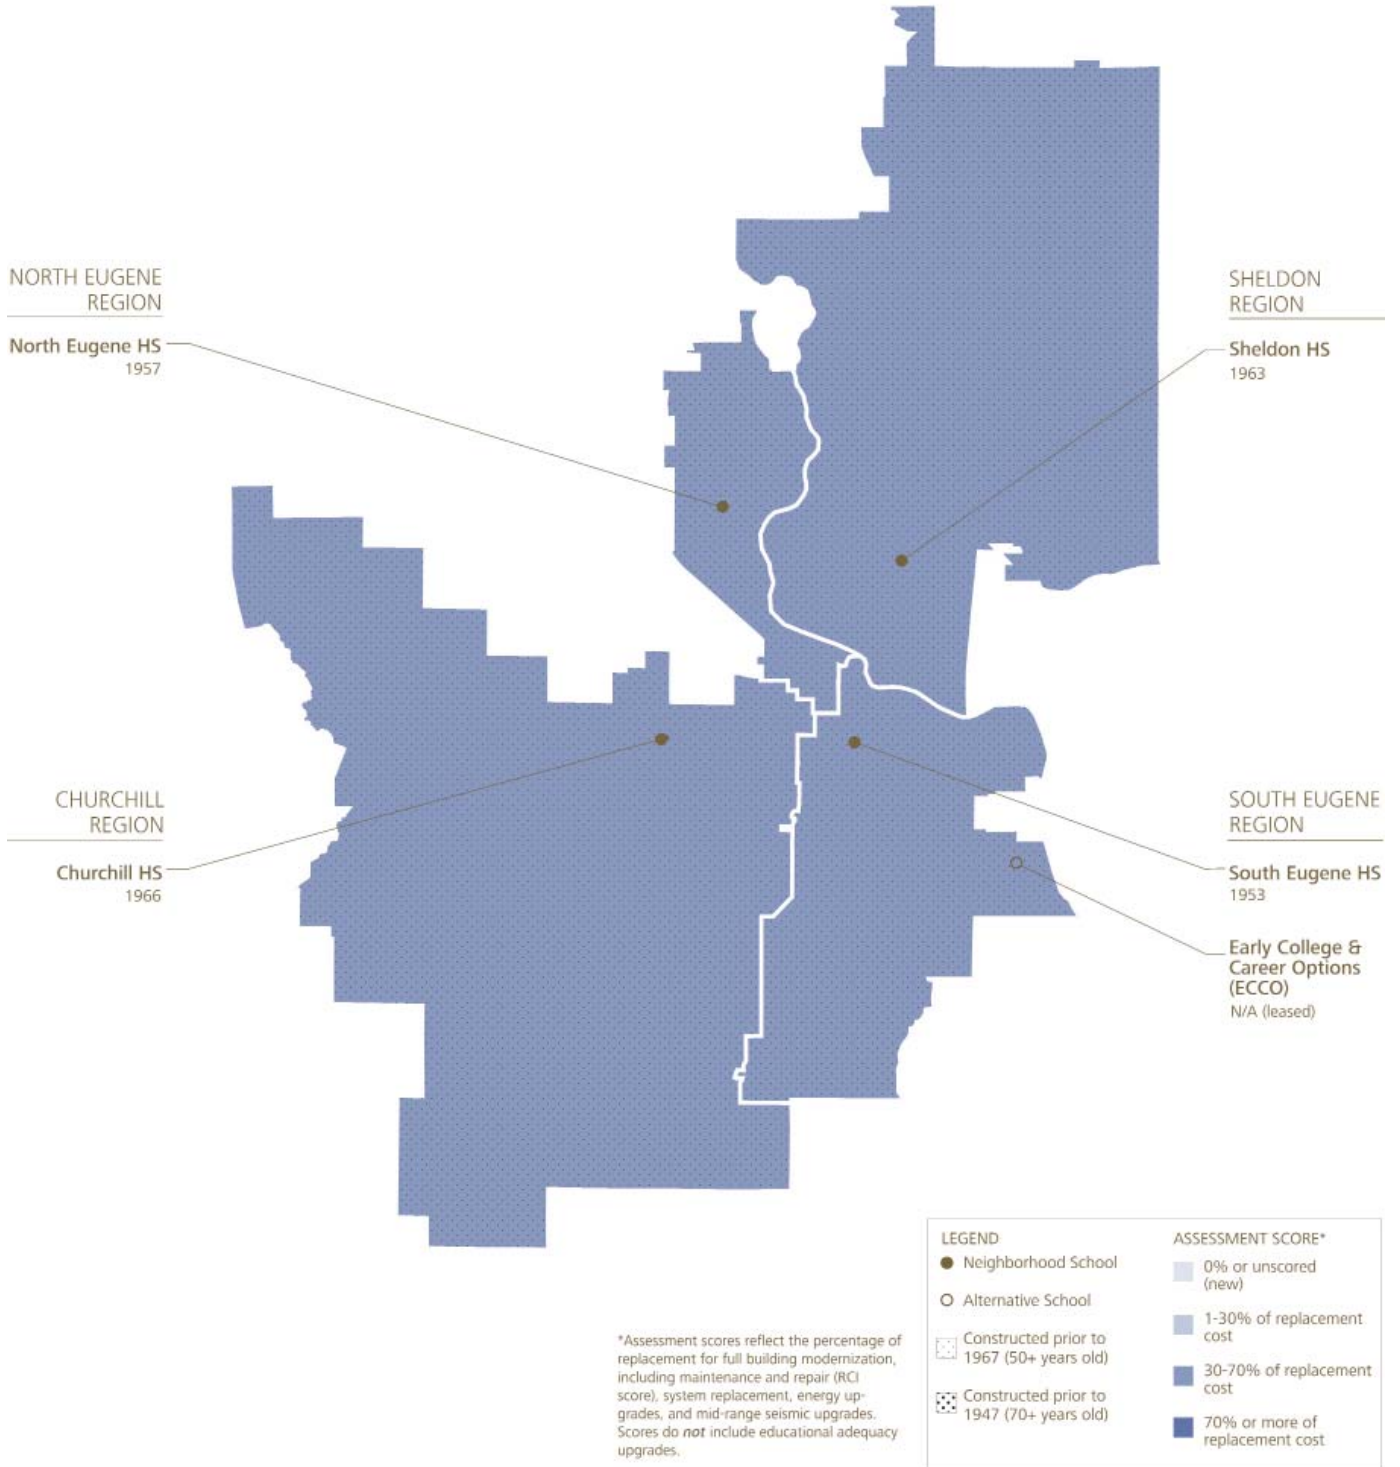 NORTH EUGENE
REGION
North Eugene HS
1957
SHELDON
REGION
Sheldon HS
1963
CHURCHILL
REGION
Churchill HS
1966
SOUTH EUGENE
REGION
South Eugene HS
1953
Early College &
Career Options
(ECCO)
N/A (leased)
*Assessment scores reflect the percentage of
replacement for full building modernization,
including maintenance and repair (RCI
score), system replacement, energy up-
grades, and mid-range seismic upgrades.
Scores do not include educational adequacy
upgrades.
LEGEND
Neighborhood School
Alternative School
Constructed prior to
1967 (50+ years old)
Constructed prior to
1947 (70+ years old)
ASSESSMENT SCORE*
0% or unscored
(new)
1-30% of replacement
cost
30-70% of replacement
cost
70% or more of
replacement cost